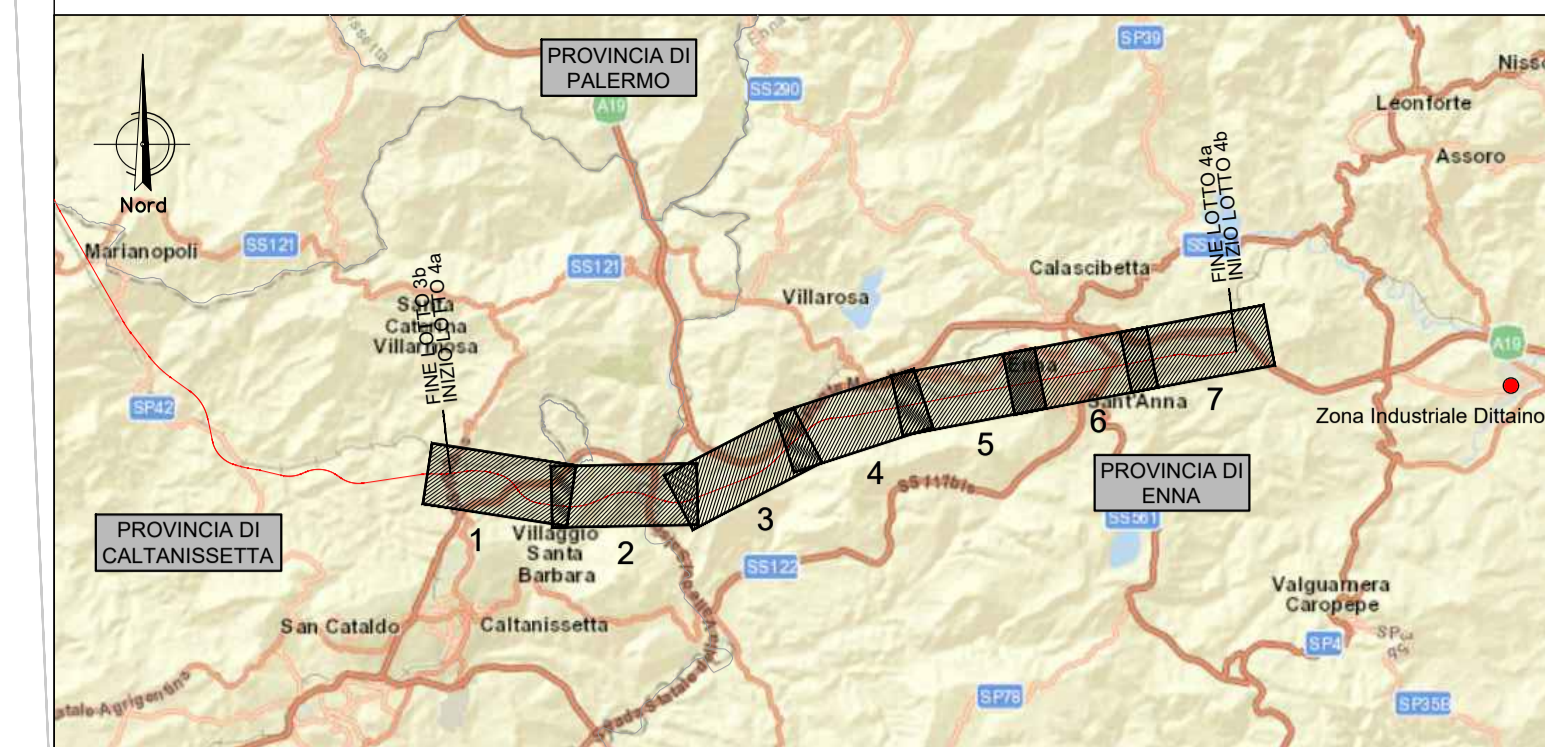 PROVINCIA DI
PALERMO
A19
SS290
SP39
Leonforte
Assoro
Nord
Marianopoli
SS121
SS121
Santa
Caterina
Villarmosa
FINE LOTTO 3b
INIZIO LOTTO 4a
Villarosa
Calascibetta
FINE LOTTO 4a
INIZIO LOTTO 4b
A19
SP42
Enna
Sant'Anna
Zona Industriale Dittaino
1
2
3
4
5
6
7
Villaggio
Santa
Barbara
PROVINCIA DI
CALTANISSETTA
PROVINCIA DI
ENNA
SS117bis
SS561
SS122
San Cataldo
Caltanissetta
Valguarnera
Caropepe
SP4
SP78
SP35B